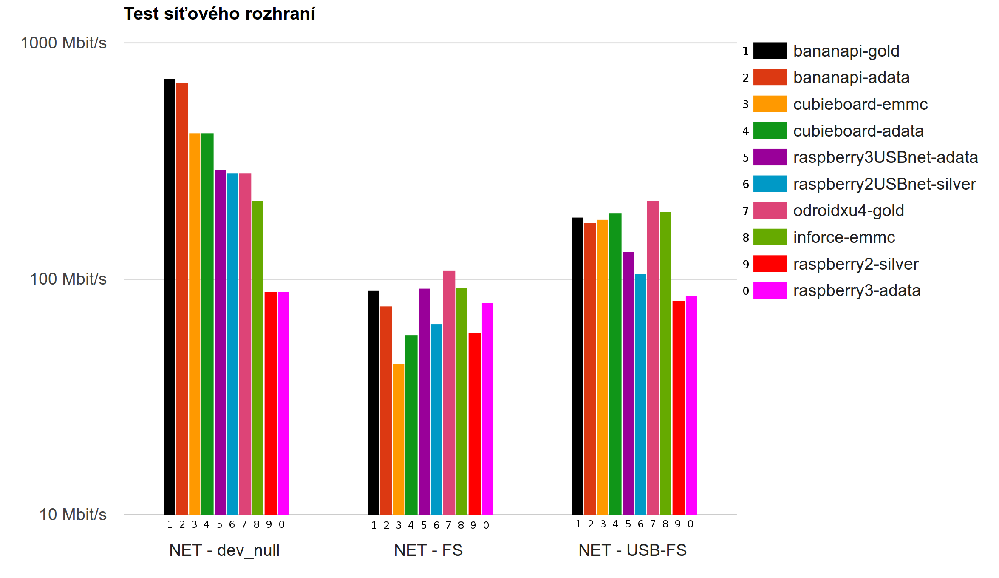 Test síťového rozhraní
1000 Mbit/s
100 Mbit/s
10 Mbit/s
1 bananapi-gold
2 bananapi-adata
3 cubieboard-emmc
4 cubieboard-adata
5 raspberry3USBnet-adata
6 raspberry2USBnet-silver
7 odroidxu4-gold
8 inforce-emmc
9 raspberry2-silver
0 raspberry3-adata
1 2 3 4 5 6 7 8 9 0
1 2 3 4 5 6 7 8 9 0
1 2 3 4 5 6 7 8 9 0
NET - dev_null
NET - FS
NET - USB-FS